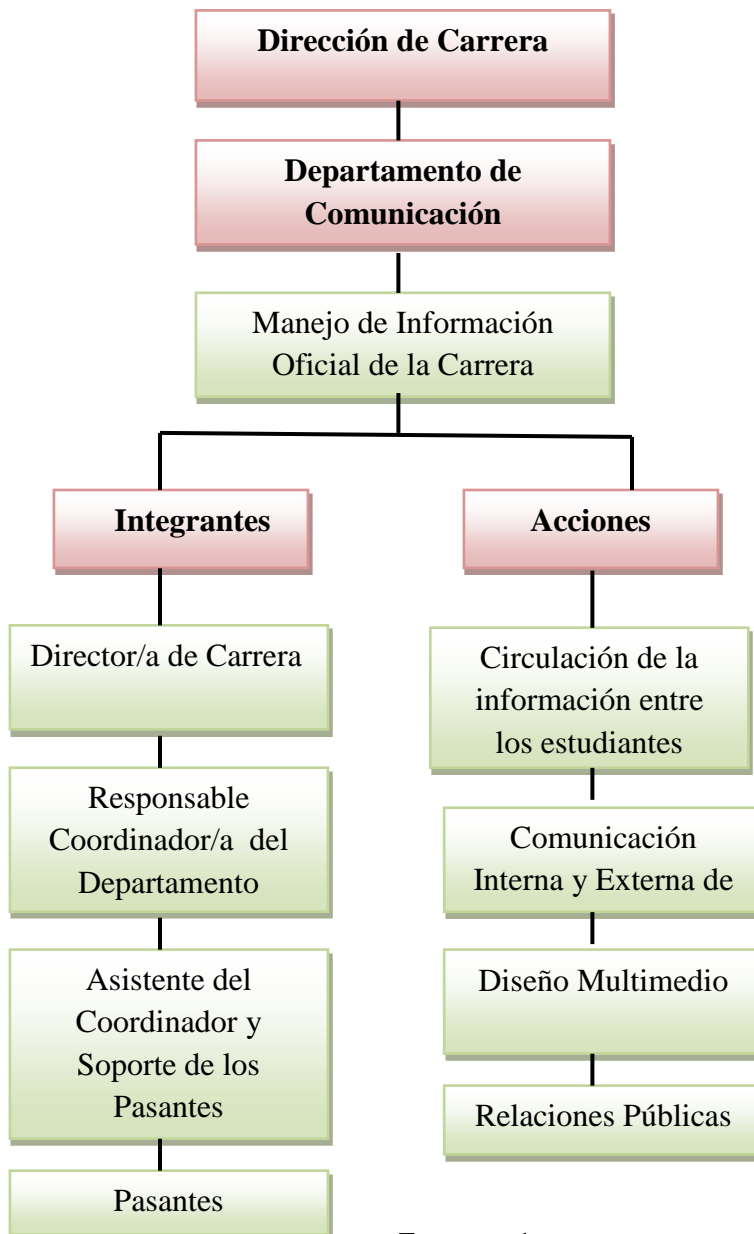 Dirección de Carrera
Departamento de
Comunicación
Manejo de Información
Oficial de la Carrera
Integrantes
Director/a de Carrera
Responsable
Coordinador/a del
Departamento
Asistente del
Coordinador y
Soporte de los
Pasantes
Pasantes
Acciones
Circulación de la
información entre
los estudiantes
Comunicación
Interna y Externa de
Diseño Multimedio
Relaciones Públicas